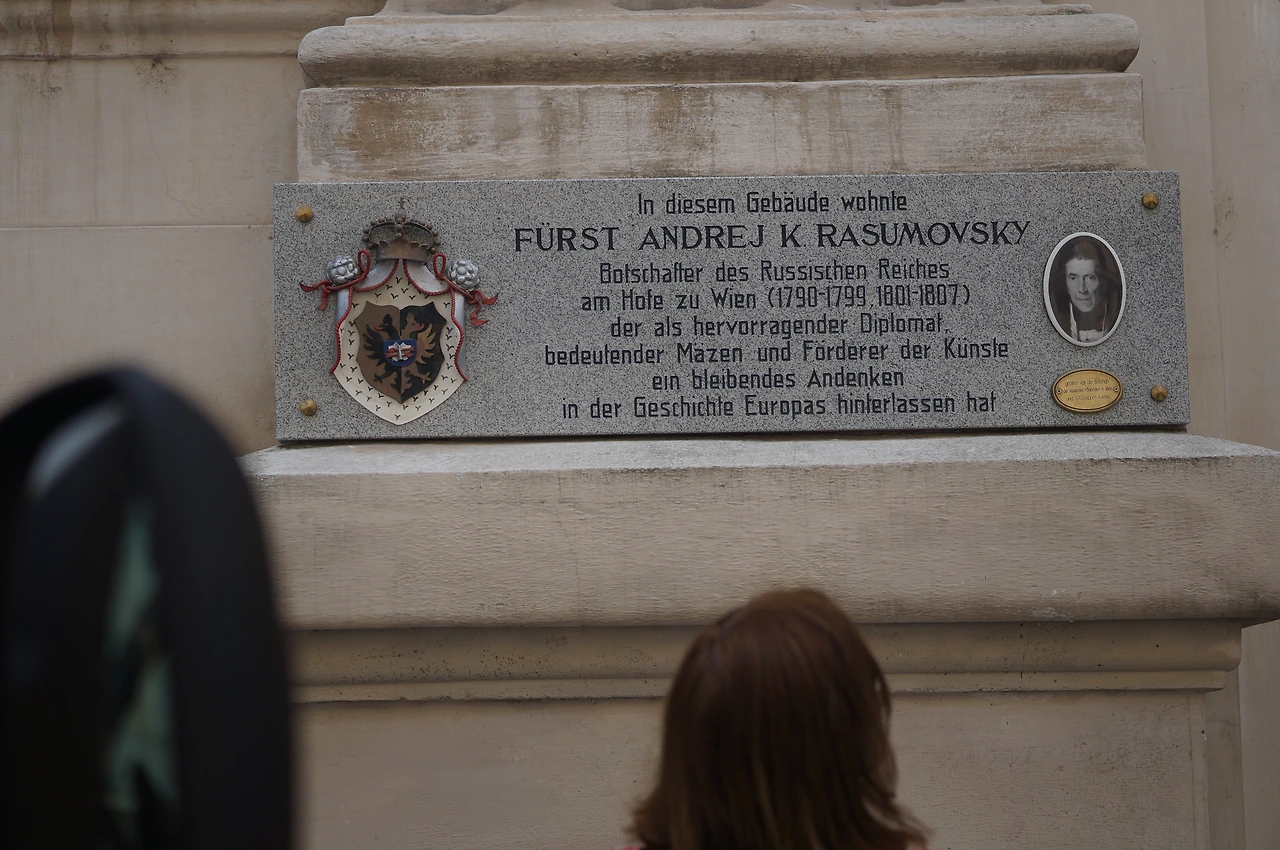 In diesem Gebäude wohnte
FÜRST ANDREJ K. RASUMOVSKY
Botschafter des Russischen Reiches
am Hofe zu Wien (1790-1799, 1801-1807)
der als hervorragender Diplomat,
bedeutender Mäzen und Förderer der Künste
ein bleibendes Andenken
in der Geschichte Europas hinterlassen hat